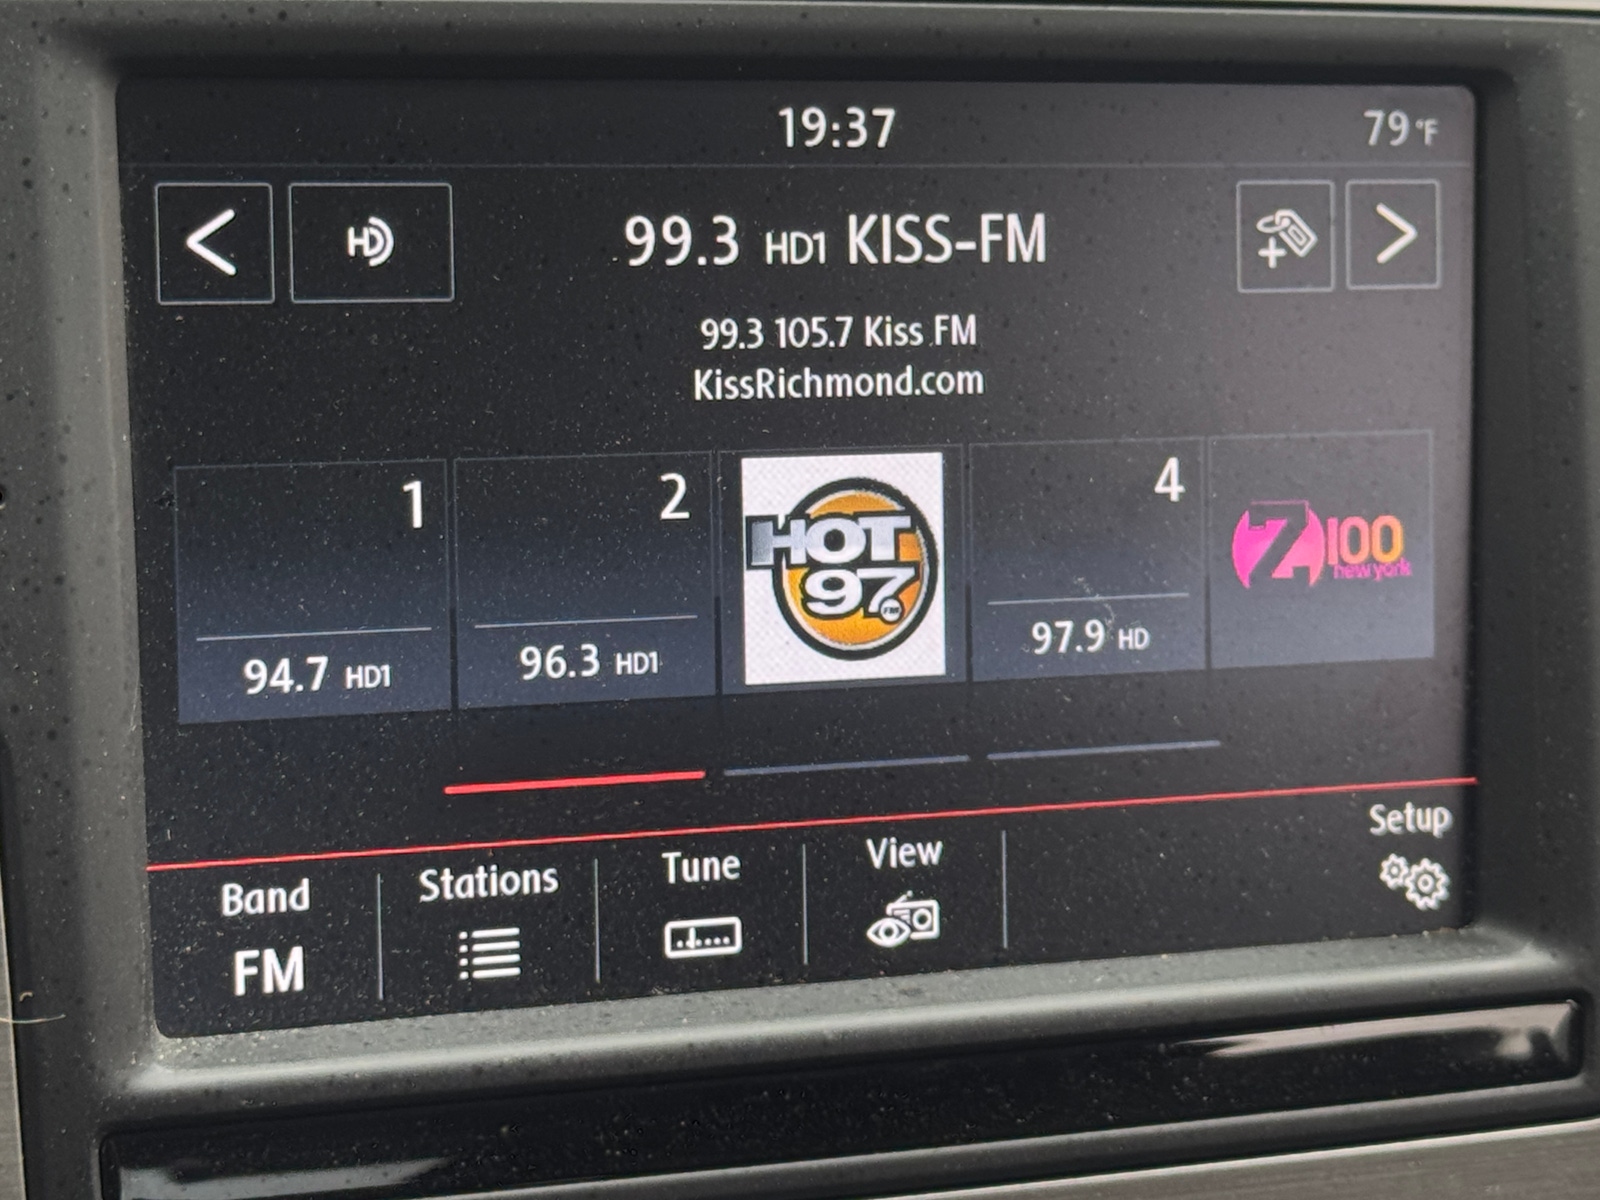 19:37
79 °F
HD
99.3 HD1 KISS-FM
99.3 105.7 Kiss FM
KissRichmond.com
1
94.7 HD1
2
96.3 HD1
HOT
97
FM
4
97.9 HD
Z100
new york
Band
FM
Stations
Tune
View
Setup